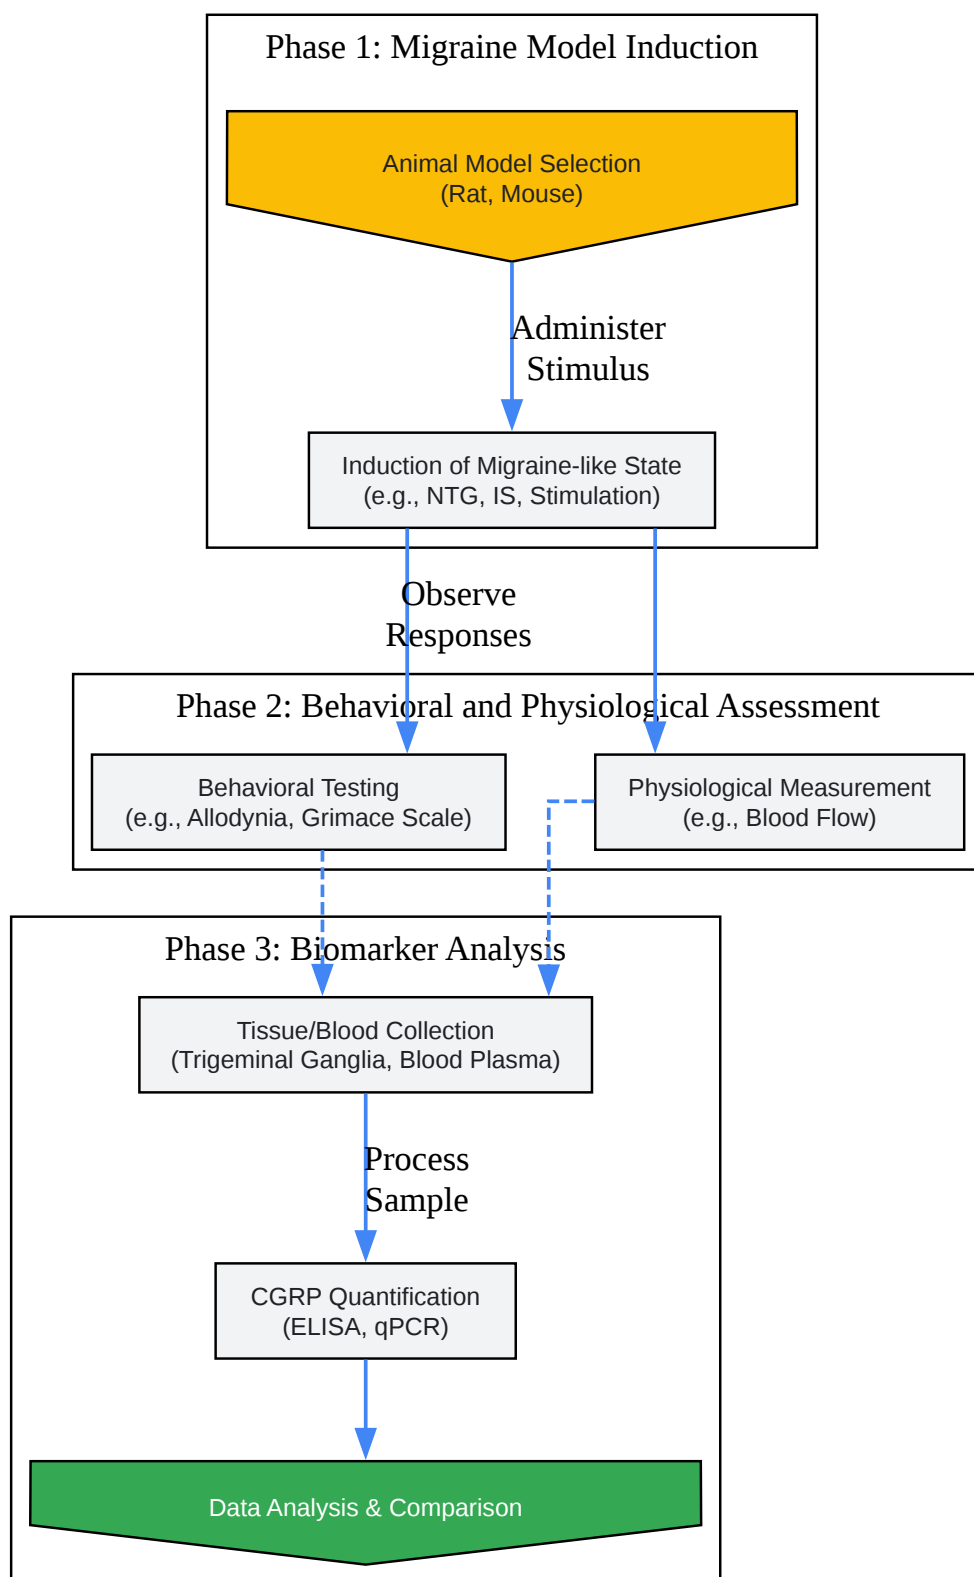 Phase 1: Migraine Model Induction
Animal Model Selection
(Rat, Mouse)
Administer
Stimulus
Induction of Migraine-like State
(e.g., NTG, IS, Stimulation)
Observe
Responses
Phase 2: Behavioral and Physiological Assessment
Behavioral Testing
(e.g., Allodynia, Grimace Scale)
Physiological Measurement
(e.g., Blood Flow)
Phase 3: Biomarker Analysis
Tissue/Blood Collection
(Trigeminal Ganglia, Blood Plasma)
Process
Sample
CGRP Quantification
(ELISA, qPCR)
Data Analysis & Comparison